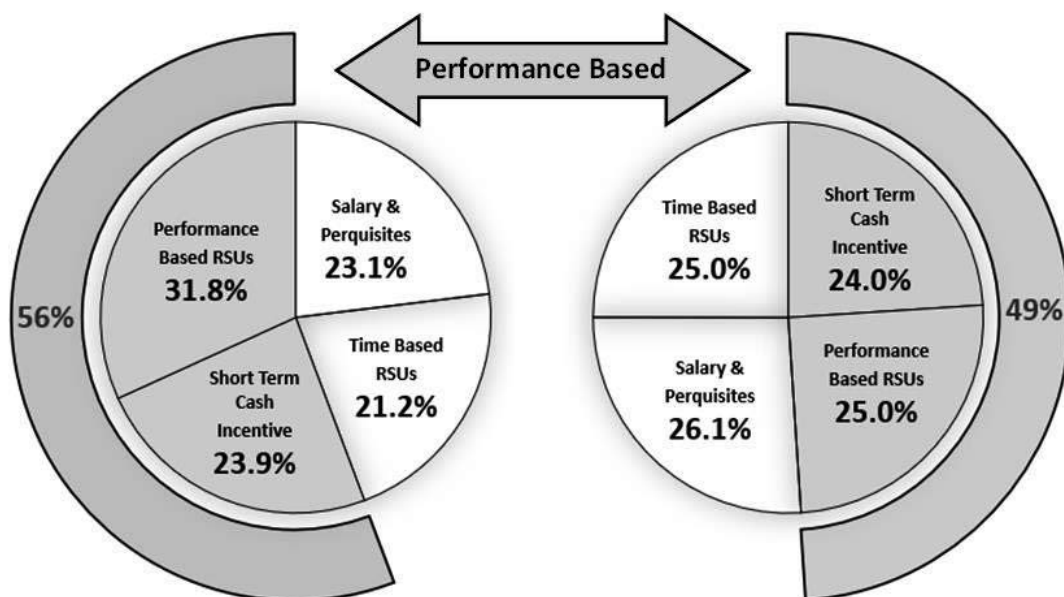 Performance Based
56%
Performance
Based RSUs
31.8%
Salary &
Perquisites
23.1%
Short Term
Cash
Incentive
23.9%
Time Based
RSUs
21.2%
Time Based
RSUs
25.0%
Short Term
Cash
Incentive
24.0%
Salary &
Perquisites
26.1%
Performance
Based RSUs
25.0%
49%